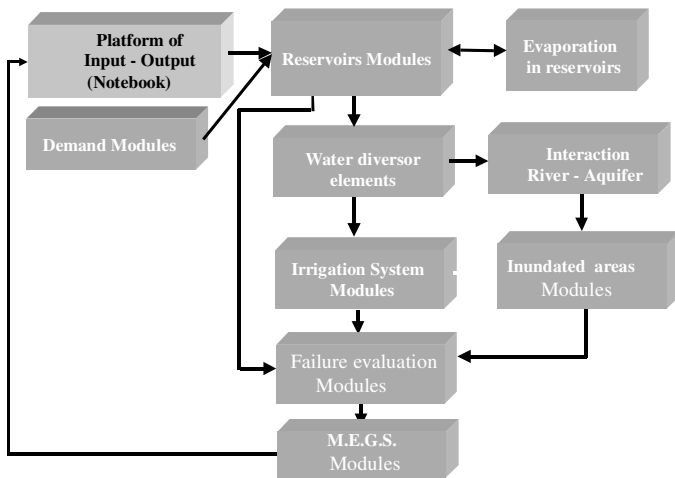 Platform of
Input - Output
(Notebook)
Reservoirs Modules
Evaporation
in reservoirs
Demand Modules
Water diversor
elements
Interaction
River - Aquifer
Irrigation System
Modules
Inundated areas
Modules
Failure evaluation
Modules
M.E.G.S.
Modules